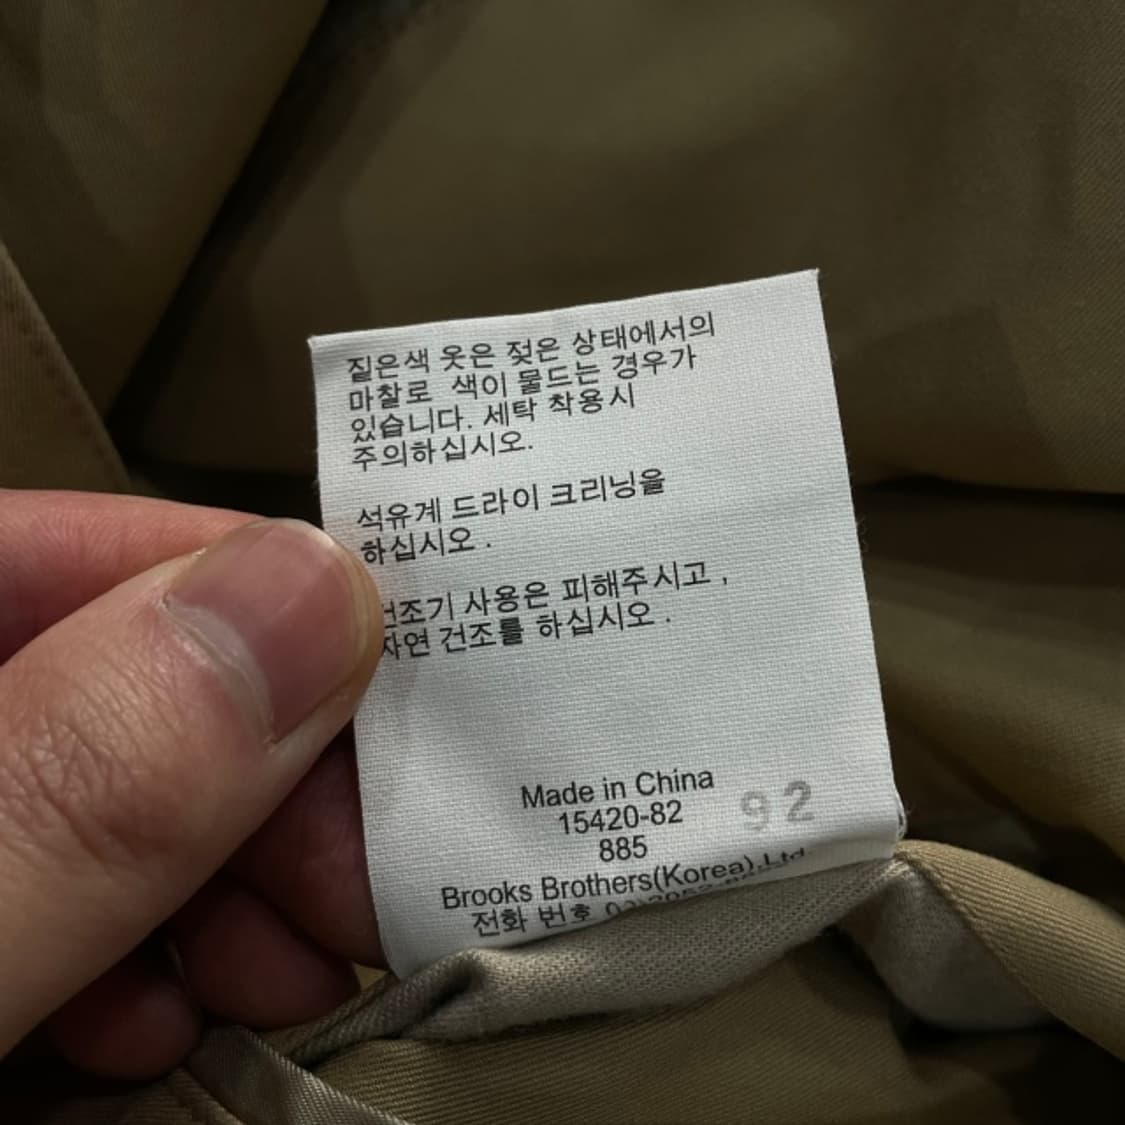 짙은색 옷은 젖은 상태에서의
마찰로 색이 물드는 경우가
있습니다. 세탁 착용시
주의하십시오.
석유계 드라이 크리닝을
하십시오 .
건조기 사용은 피해주시고 ,
자연 건조를 하십시오 .
Made in China
15420-82
92
885
Brooks Brothers(Korea),Ltd
전화 번호